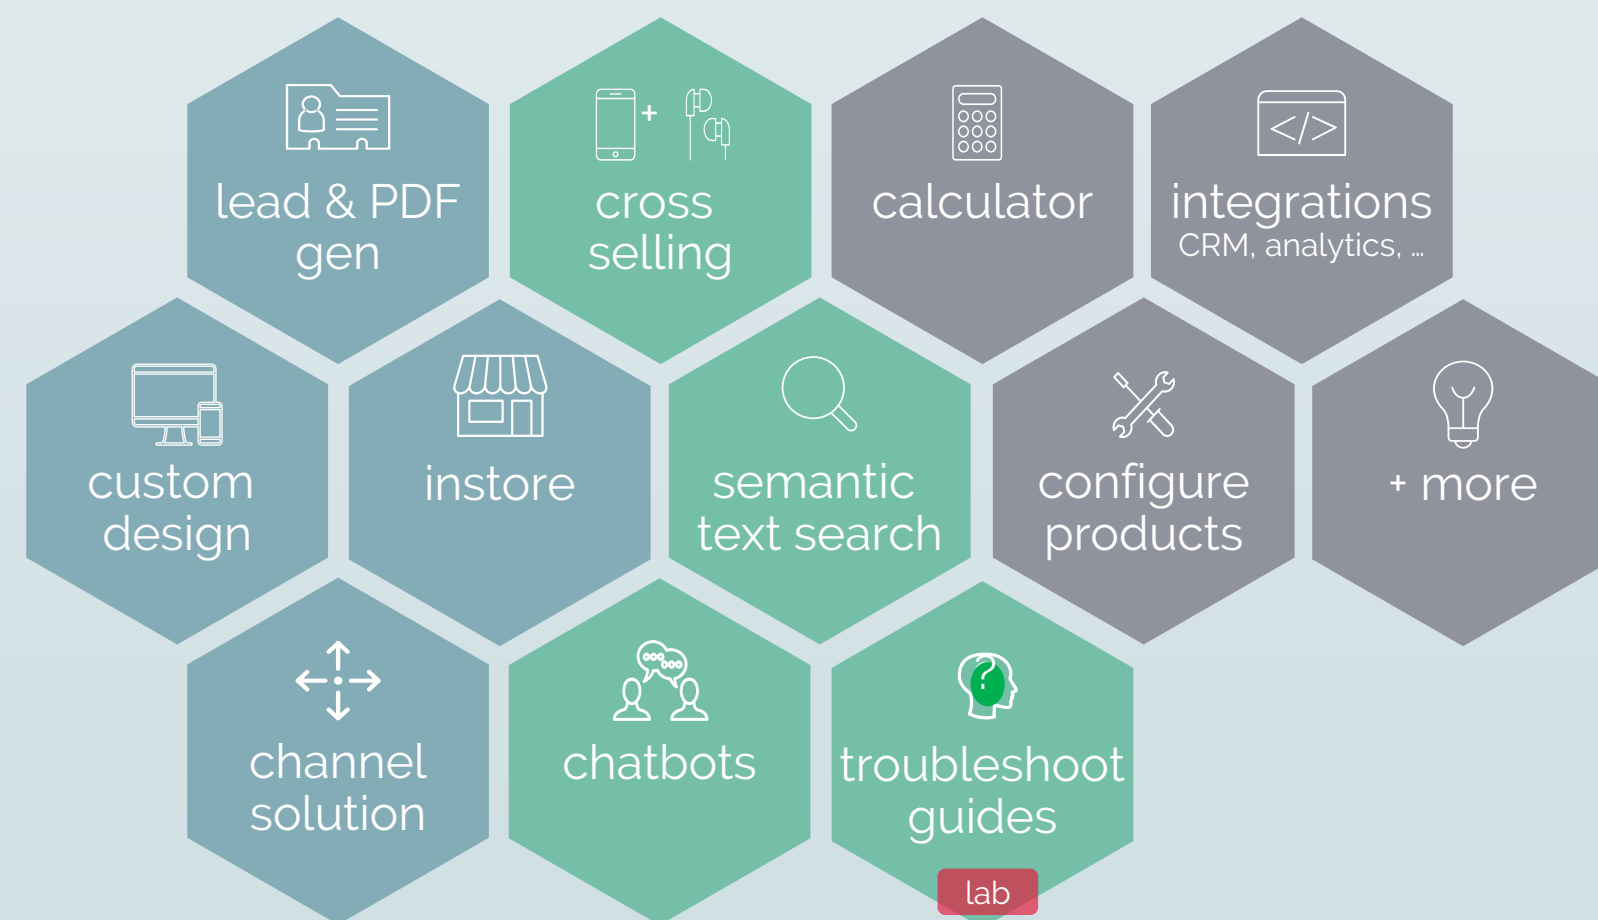 lead & PDF
gen
cross
selling
calculator
integrations
CRM, analytics, ...
custom
design
instore
semantic
text search
configure
products
+ more
channel
solution
chatbots
troubleshoot
guides
lab